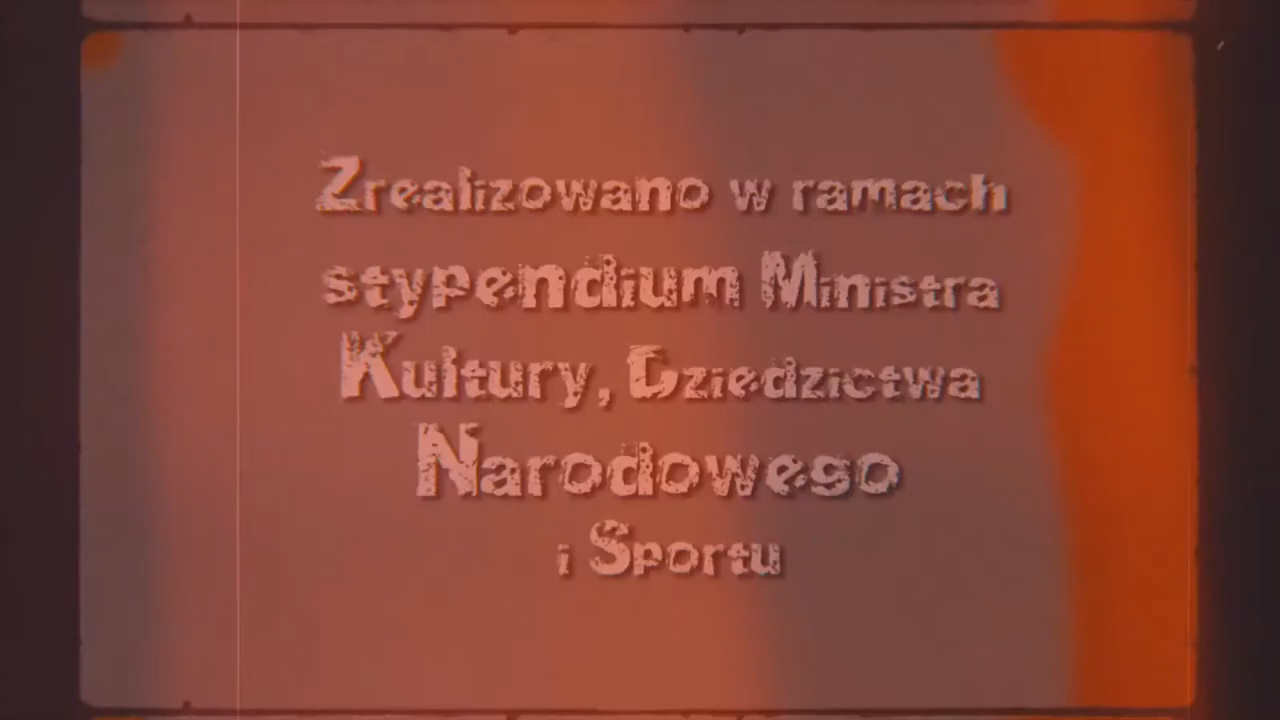 Zrealizowano w ramach
stypendium Ministra
Kultury, Dziedzictwa
Narodowego
i Sportu